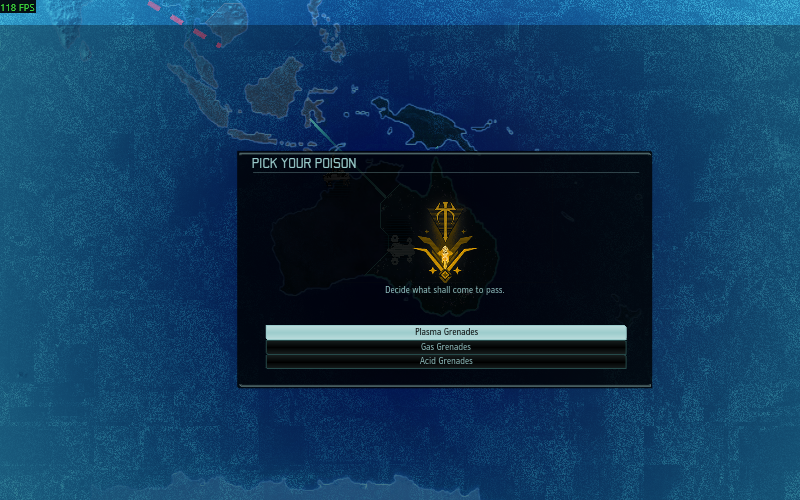 118 FPS
PICK YOUR POISON
Decide what shall come to pass.
Plasma Grenades
Gas Grenades
Acid Grenades